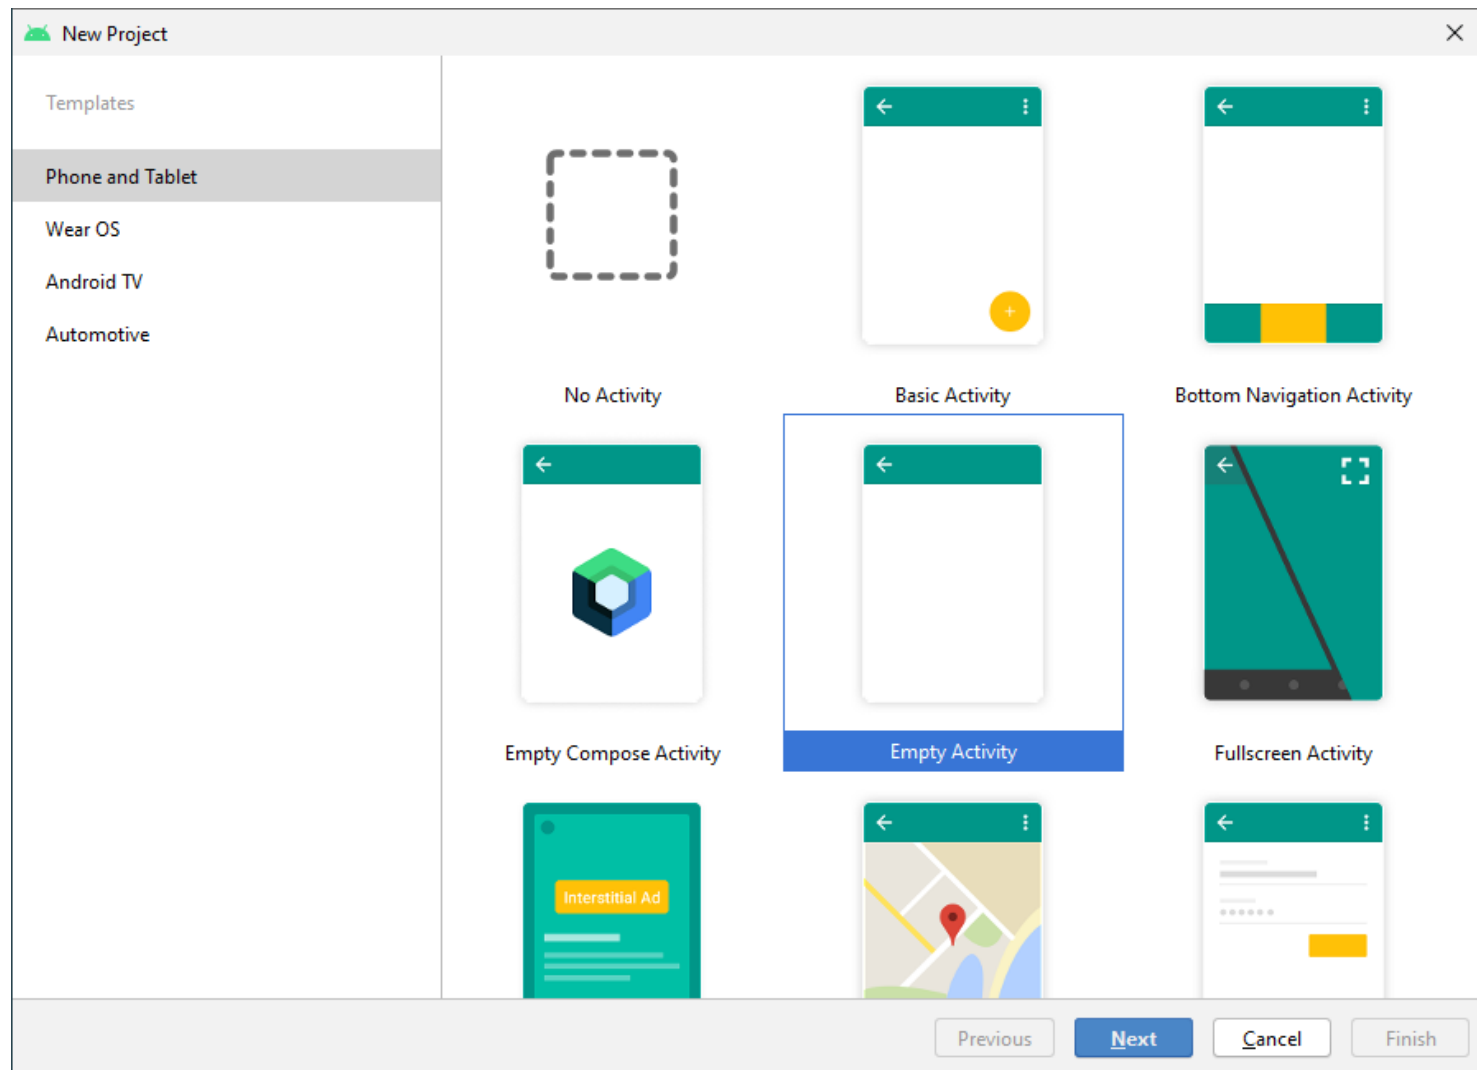 New Project
Templates
Phone and Tablet
Wear OS
Android TV
Automotive
No Activity
Basic Activity
Bottom Navigation Activity
Empty Compose Activity
Empty Activity
Fullscreen Activity
Interstitial Ad
Previous
Next
Cancel
Finish